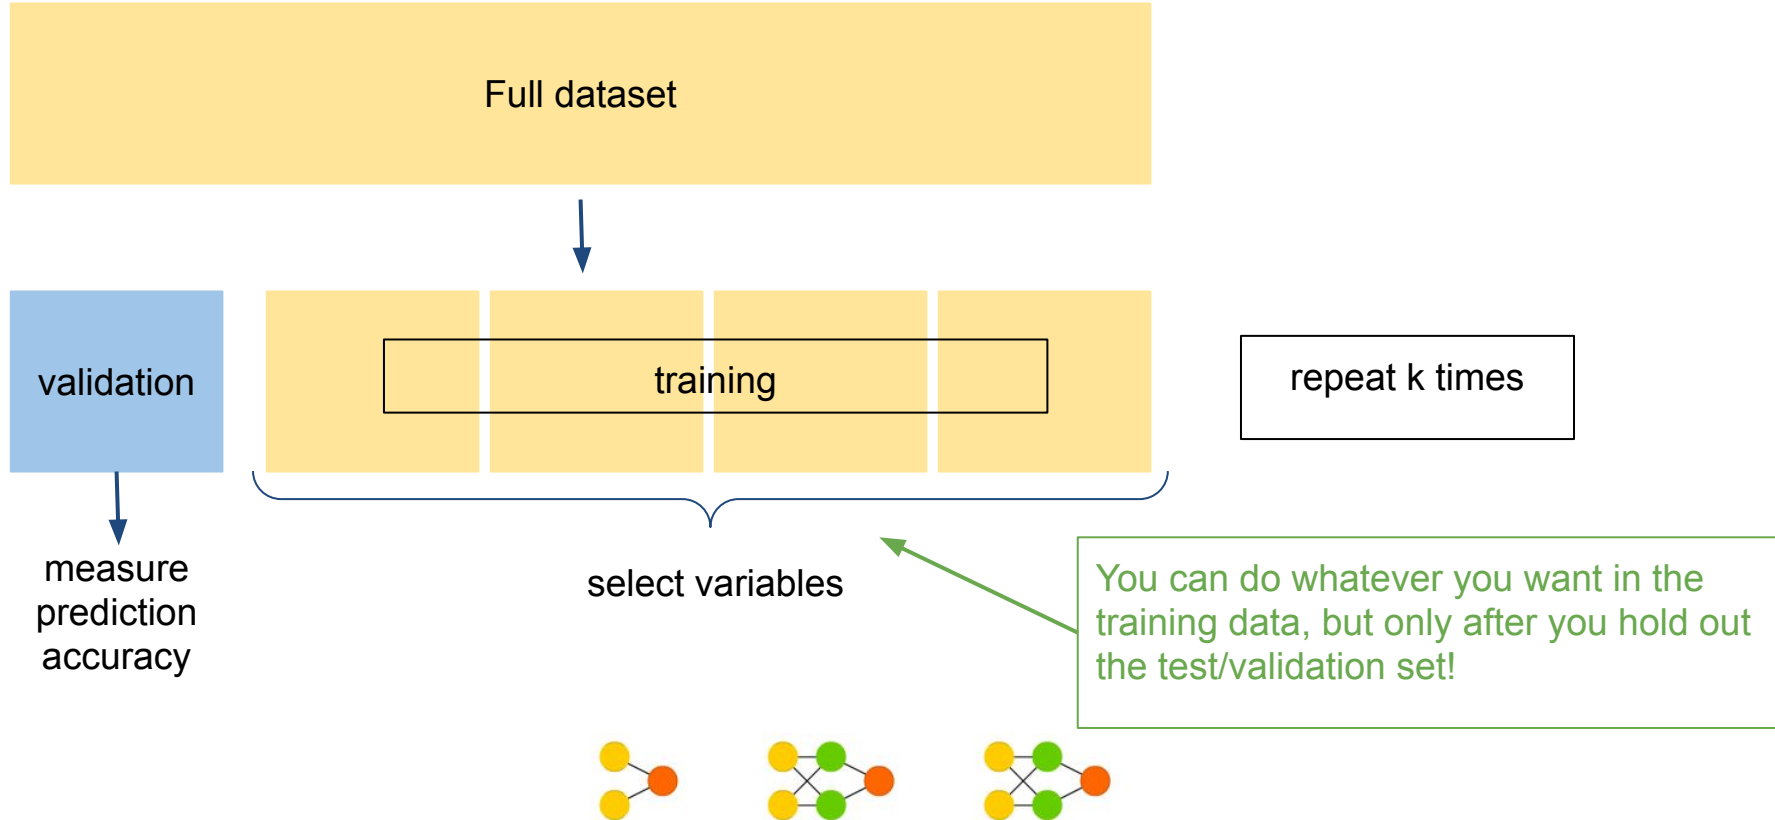 Full dataset
validation
training
repeat k times
measure
prediction
accuracy
select variables
You can do whatever you want in the
training data, but only after you hold out
the test/validation set!